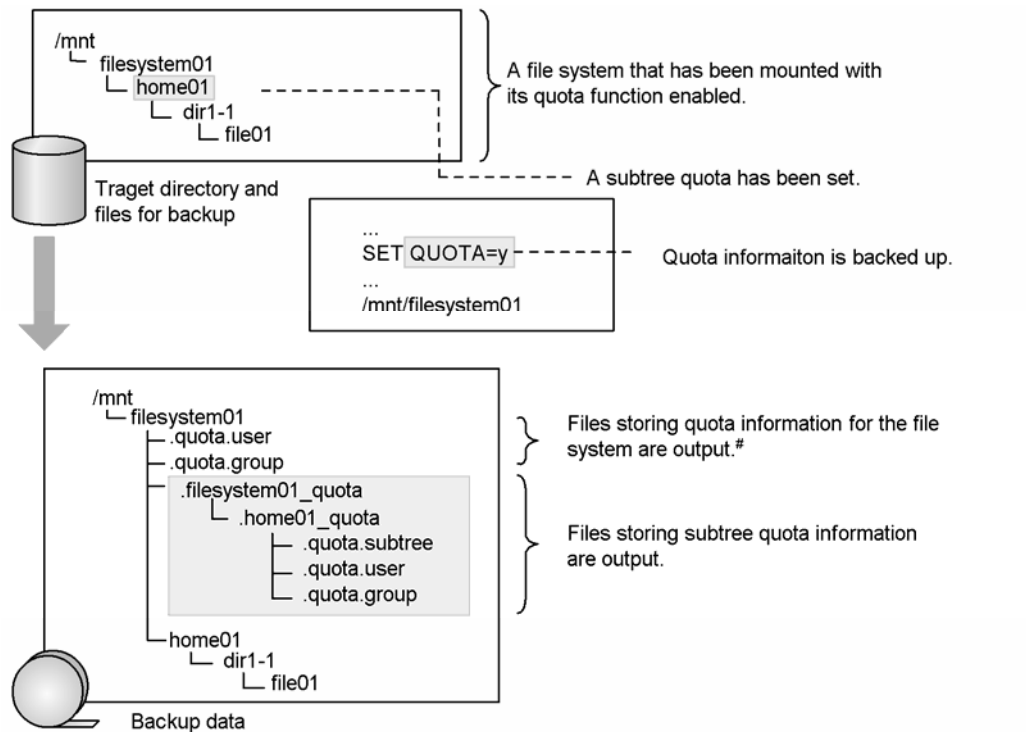 /mnt
filesystem01
home01
dir1-1
file01
A file system that has been mounted with
its quota function enabled.
A subtree quota has been set.
Traget directory and
files for backup
...
SET QUOTA=y
...
/mnt/filesystem01
Quota informaiton is backed up.
/mnt
filesystem01
.quota.user
.quota.group
Files storing quota information for the file
system are output.#
.filesystem01_quota
.home01_quota
.quota.subtree
.quota.user
.quota.group
Files storing subtree quota information
are output.
home01
dir1-1
file01
Backup data